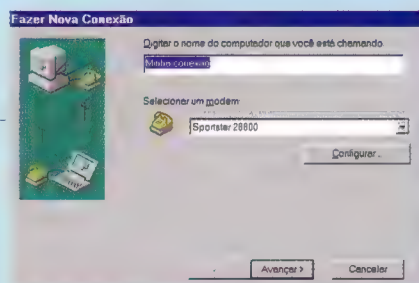 Fazer Nova Conexão
Digitar o nome do computador que você está chamando
Minha conexão
Selecionar um modem:
Sportster 28800
Configurar...
Avançar >
Cancelar